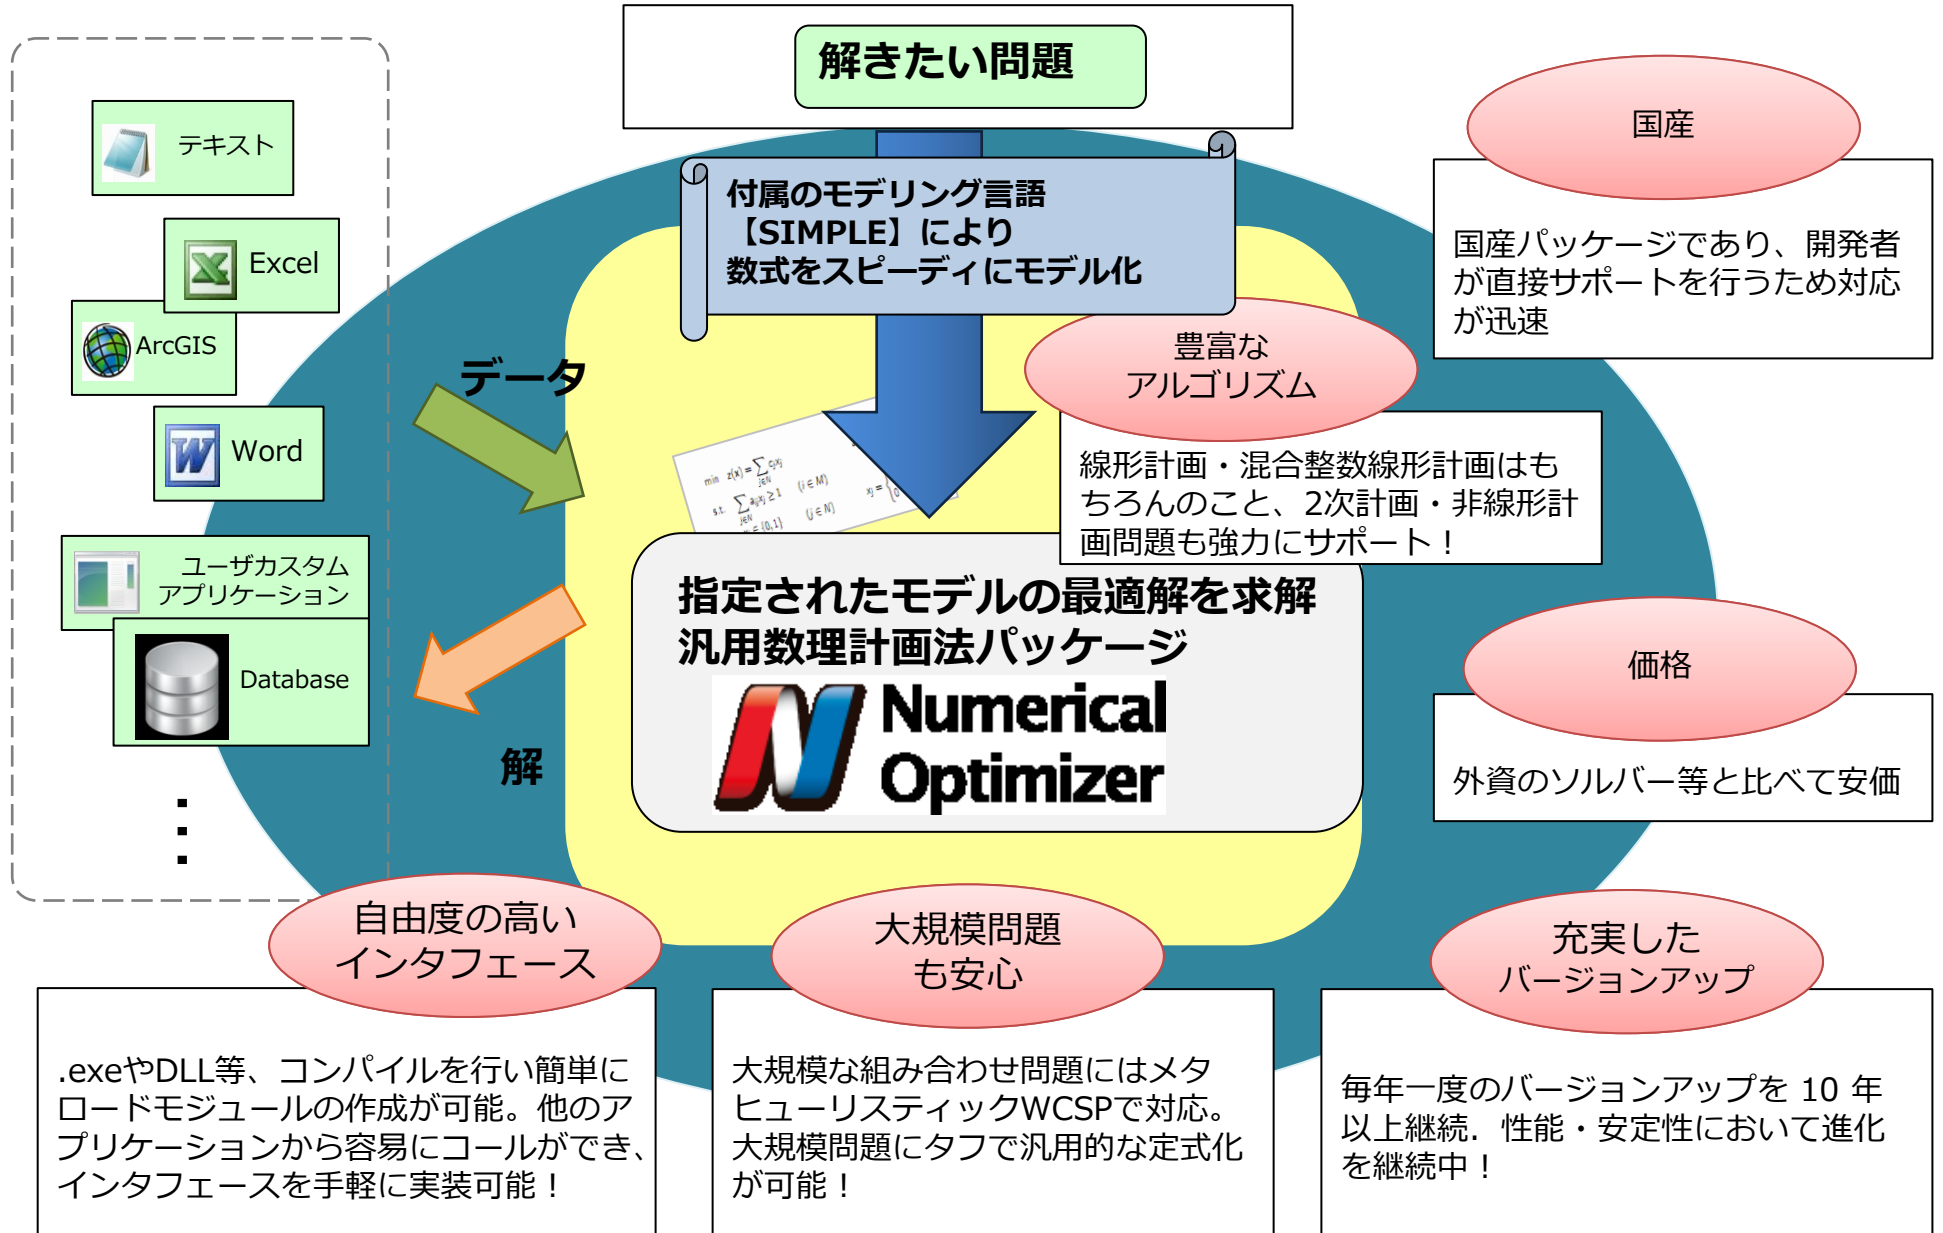 解きたい問題
付属のモデリング言語
【SIMPLE】により
数式をスピーディにモデル化
テキスト
Excel
ArcGIS
Word
ユーザカスタム
アプリケーション
Database
データ
解
min z(x) = ∑ cjxj
j∈N
s.t. ∑ aijxj ≥ 1 (i ∈ M)
j∈N
∈ {0,1} (j ∈ N)
xj = {
0
指定されたモデルの最適解を求解
汎用数理計画法パッケージ
Numerical
Optimizer
国産
国産パッケージであり、開発者
が直接サポートを行うため対応
が迅速
豊富な
アルゴリズム
線形計画・混合整数線形計画はも
ちろんのこと、2次計画・非線形計
画問題も強力にサポート！
価格
外資のソルバー等と比べて安価
自由度の高い
インタフェース
.exeやDLL等、コンパイルを行い簡単に
ロードモジュールの作成が可能。他のア
プリケーションから容易にコールができ、
インタフェースを手軽に実装可能！
大規模問題
も安心
大規模な組み合わせ問題にはメタ
ヒューリスティックWCSPで対応。
大規模問題にタフで汎用的な定式化
が可能！
充実した
バージョンアップ
毎年一度のバージョンアップを 10 年
以上継続．性能・安定性において進化
を継続中！